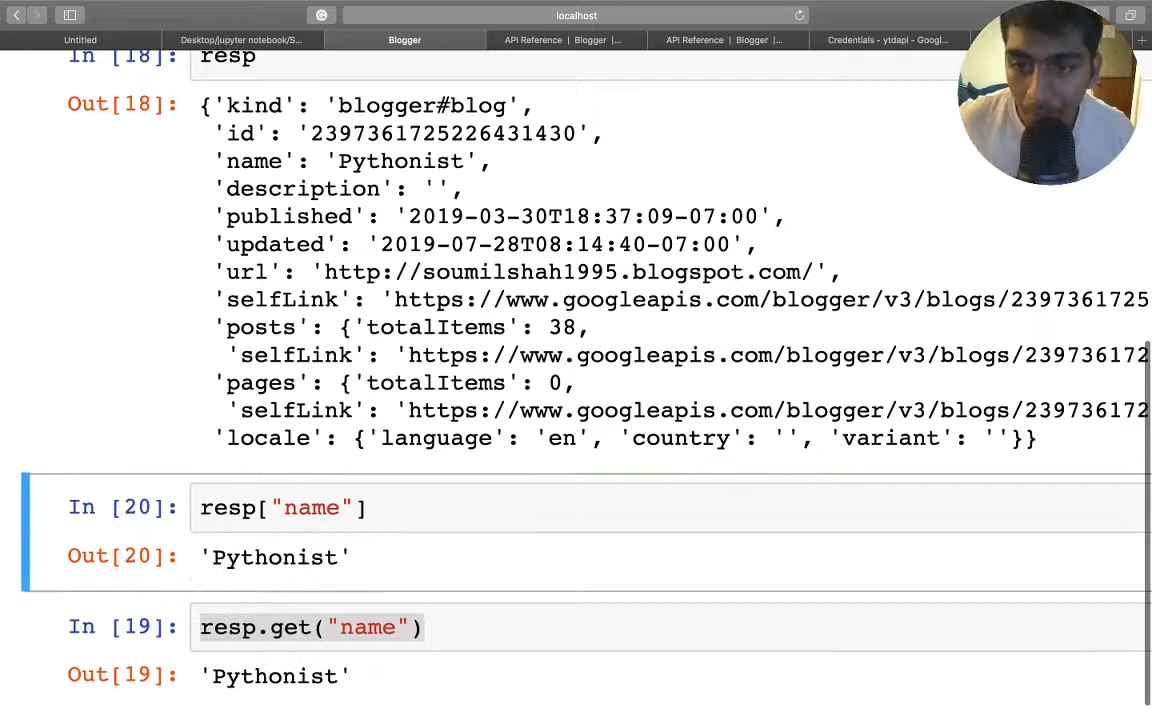 localhost
Untitled
Desktop/jupyter notebook/S...
Blogger
API Reference | Blogger |...
API Reference | Blogger |...
Credentials - ytdapi - Googl...
In [18]: resp
Out[18]: {'kind': 'blogger#blog',
'id': '2397361725226431430',
'name': 'Pythonist',
'description': '',
'published': '2019-03-30T18:37:09-07:00',
'updated': '2019-07-28T08:14:40-07:00',
'url': 'http://soumilshah1995.blogspot.com/',
'selfLink': 'https://www.googleapis.com/blogger/v3/blogs/2397361725
'posts': {'totalItems': 38,
'selfLink': 'https://www.googleapis.com/blogger/v3/blogs/239736172
'pages': {'totalItems': 0,
'selfLink': 'https://www.googleapis.com/blogger/v3/blogs/239736172
'locale': {'language': 'en', 'country': '', 'variant': ''}}
In [20]: resp["name"]
Out[20]: 'Pythonist'
In [19]: resp.get("name")
Out[19]: 'Pythonist'